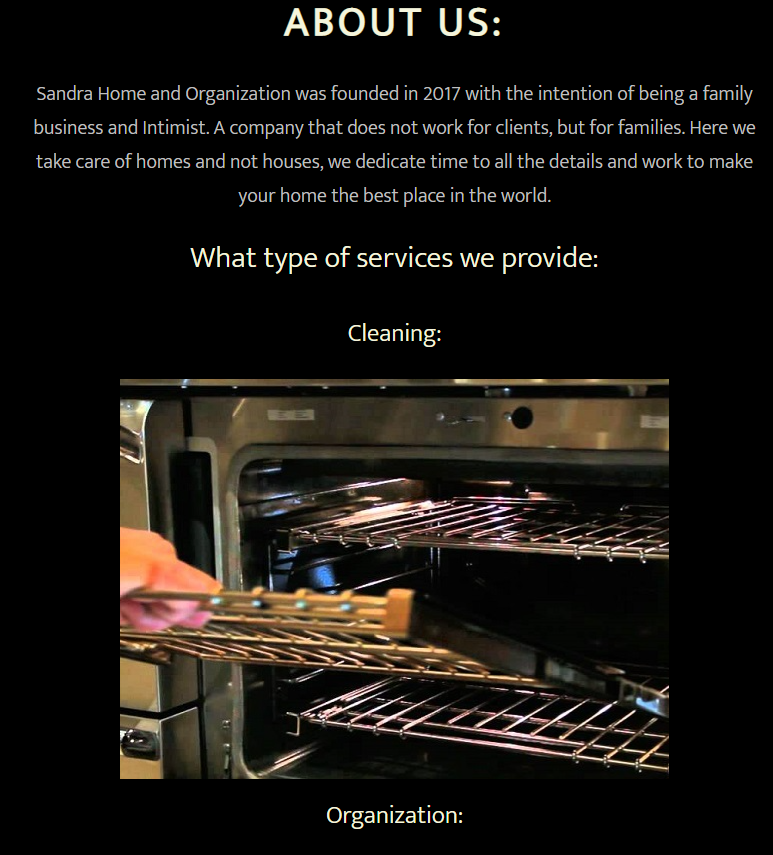 ABOUT US:
Sandra Home and Organization was founded in 2017 with the intention of being a family
business and Intimist. A company that does not work for clients, but for families. Here we
take care of homes and not houses, we dedicate time to all the details and work to make
your home the best place in the world.
What type of services we provide:
Cleaning:
Organization: